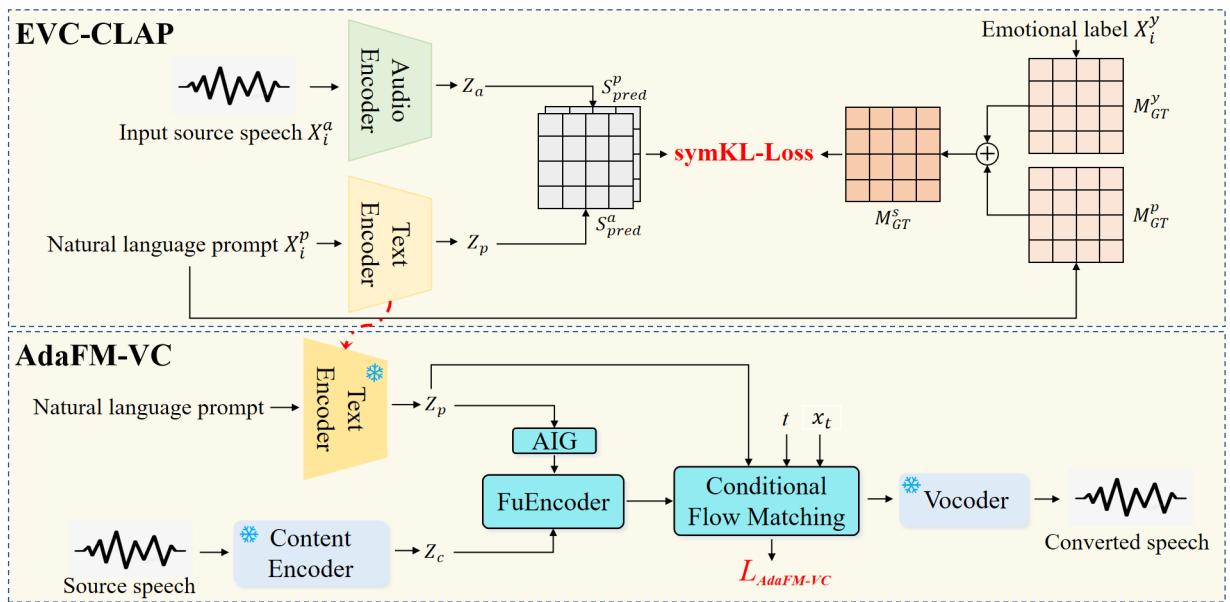 EVC-CLAP
Emotional label $X_i^y$
Audio
Encoder
$Z_a$
$S_{pred}^p$
$M_{GT}^y$
Input source speech $X_i^a$
symKL-Loss
$M_{GT}^s$
$M_{GT}^p$
Natural language prompt $X_i^p$
Text
Encoder
$Z_p$
$S_{pred}^a$
AdaFM-VC
Natural language prompt
Text
Encoder
$Z_p$
AIG
$t$
$x_t$
FuEncoder
Conditional
Flow Matching
Vocoder
Source speech
Content
Encoder
$Z_c$
$L_{AdaFM-VC}$
Converted speech